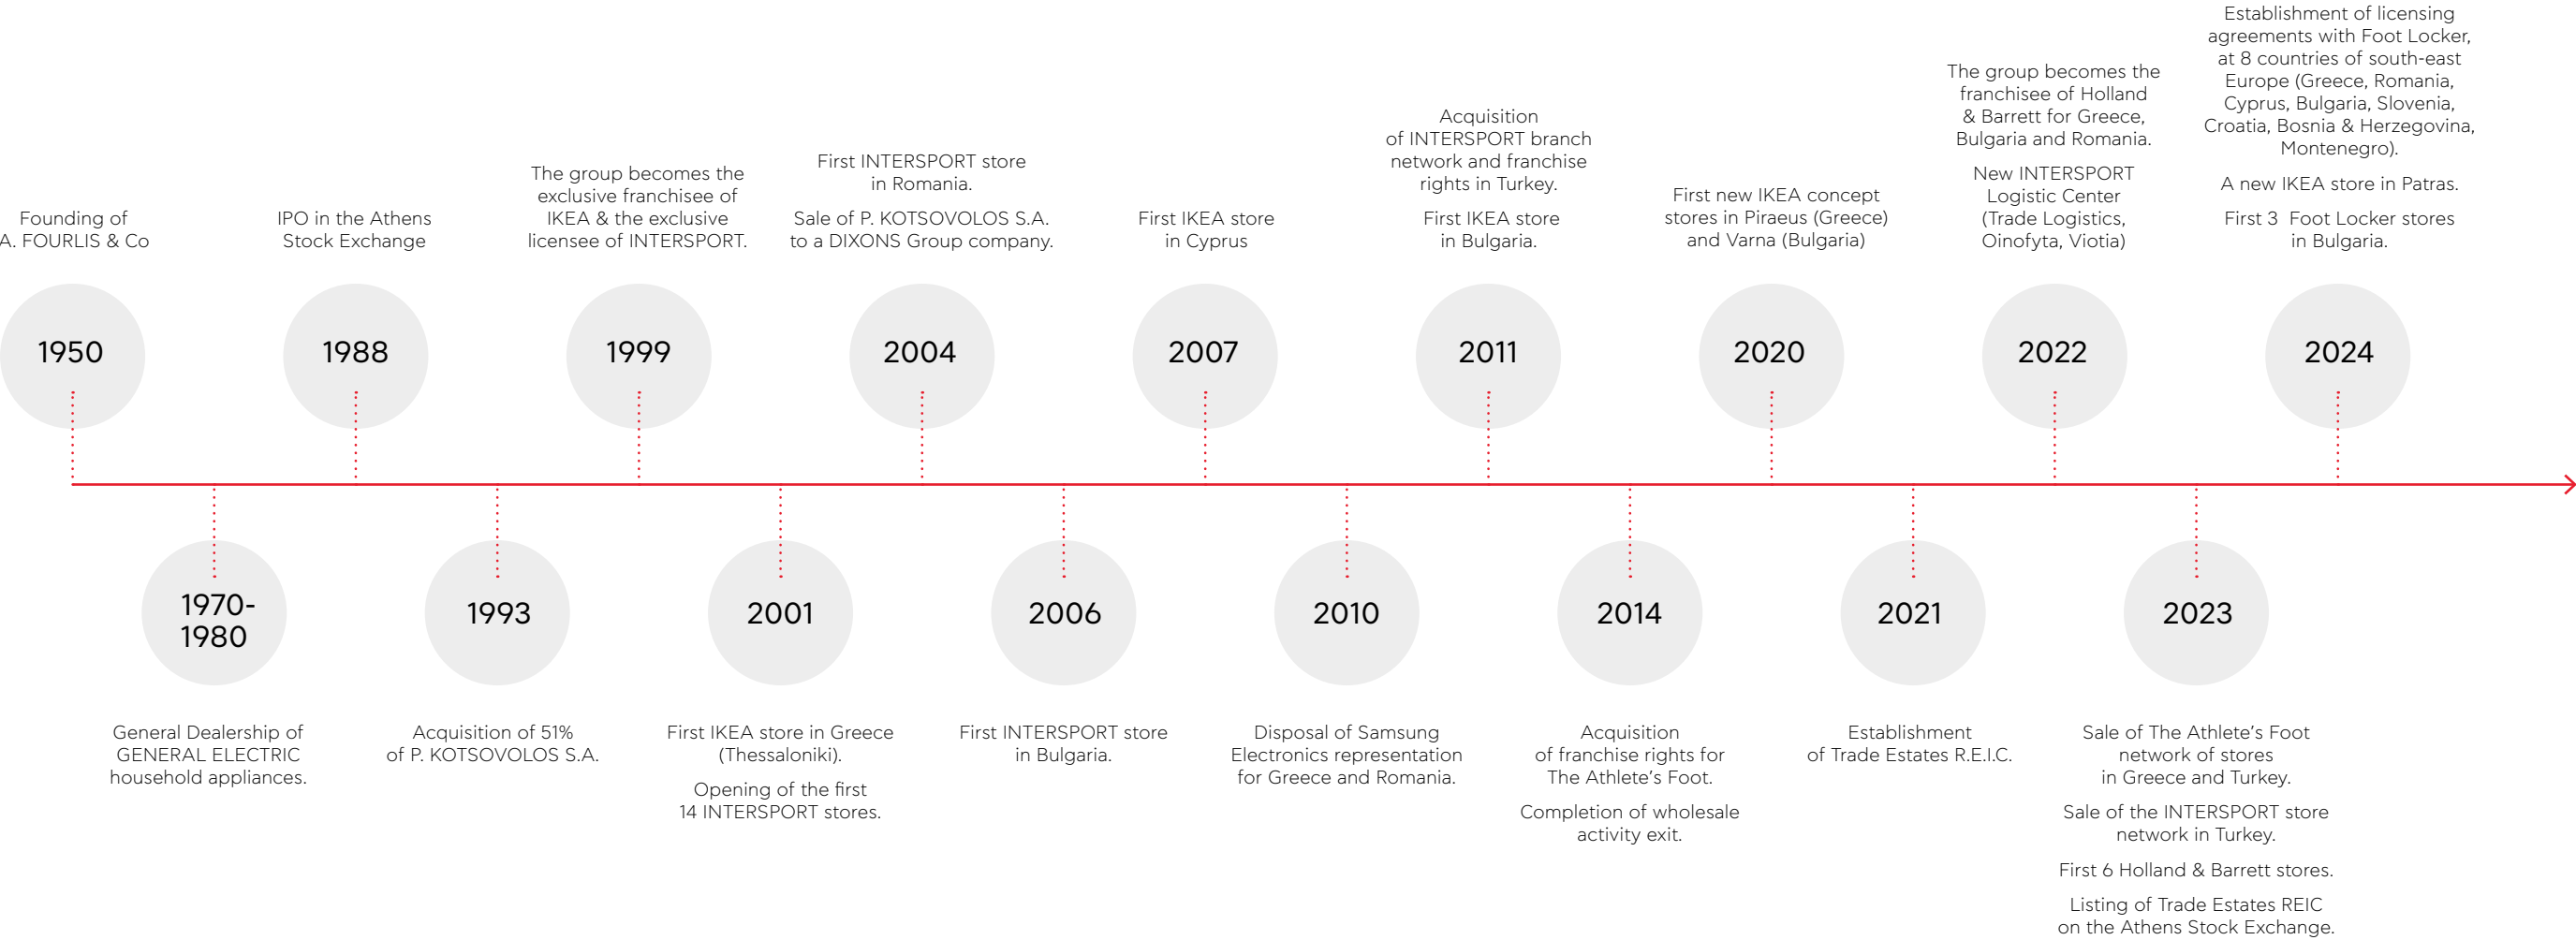 Founding of
A. FOURLIS & Co
1950
1970-
1980
General Dealership of
GENERAL ELECTRIC
household appliances.
IPO in the Athens
Stock Exchange
1988
1993
Acquisition of 51%
of P. KOTSOVOLOS S.A.
The group becomes the
exclusive franchisee of
IKEA & the exclusive
licensee of INTERSPORT.
1999
2001
First IKEA store in Greece
(Thessaloniki).
Opening of the first
14 INTERSPORT stores.
First INTERSPORT store
in Romania.
Sale of P. KOTSOVOLOS S.A.
to a DIXONS Group company.
2004
2006
First INTERSPORT store
in Bulgaria.
First IKEA store
in Cyprus
2007
2010
Disposal of Samsung
Electronics representation
for Greece and Romania.
Acquisition
of INTERSPORT branch
network and franchise
rights in Turkey.
First IKEA store
in Bulgaria.
2011
2014
Acquisition
of franchise rights for
The Athlete's Foot.
Completion of wholesale
activity exit.
First new IKEA concept
stores in Piraeus (Greece)
and Varna (Bulgaria)
2020
2021
Establishment
of Trade Estates R.E.I.C.
The group becomes the
franchisee of Holland
& Barrett for Greece,
Bulgaria and Romania.
New INTERSPORT
Logistic Center
(Trade Logistics,
Oinofyta, Viotia)
2022
2023
Sale of The Athlete's Foot
network of stores
in Greece and Turkey.
Sale of the INTERSPORT store
network in Turkey.
First 6 Holland & Barrett stores.
Listing of Trade Estates REIC
on the Athens Stock Exchange.
Establishment of licensing
agreements with Foot Locker,
at 8 countries of south-east
Europe (Greece, Romania,
Cyprus, Bulgaria, Slovenia,
Croatia, Bosnia & Herzegovina,
Montenegro).
A new IKEA store in Patras.
First 3 Foot Locker stores
in Bulgaria.
2024